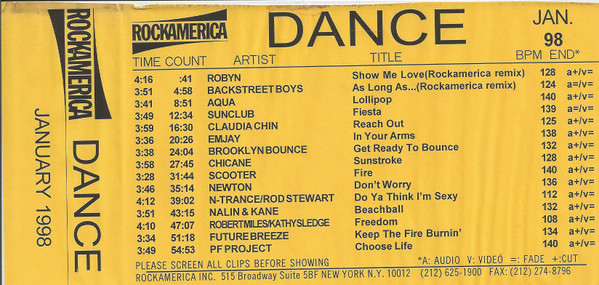 ROCKAMERICA DANCE
JANUARY 1998
ROCKAMERICA DANCE JAN. 98
TIME COUNT ARTIST TITLE BPM END*
4:16 :41 ROBYN Show Me Love(Rockamerica remix) 128 a+/v=
3:51 4:58 BACKSTREET BOYS As Long As...(Rockamerica remix) 124 a=/v=
3:41 8:51 AQUA Lollipop 140 a+/v=
3:49 12:34 SUNCLUB Fiesta 139 a=/v=
3:59 16:30 CLAUDIA CHIN Reach Out 125 a+/v=
3:36 20:26 EMJAY In Your Arms 138 a+/v=
3:38 24:04 BROOKLYN BOUNCE Get Ready To Bounce 132 a+/v=
3:58 27:45 CHICANE Sunstroke 128 a+/v=
3:28 31:44 SCOOTER Fire 140 a+/v=
3:46 35:14 NEWTON Don't Worry 136 a+/v=
4:12 39:02 N-TRANCE/ROD STEWART Do Ya Think I'm Sexy 112 a+/v=
3:51 43:15 NALIN & KANE Beachball 132 a+/v=
4:10 47:07 ROBERT MILES/KATHY SLEDGE Freedom 108 a+/v=
3:34 51:18 FUTURE BREEZE Keep The Fire Burnin' 134 a+/v=
3:49 54:53 PF PROJECT Choose Life 140 a+/v=
PLEASE SCREEN ALL CLIPS BEFORE SHOWING *A: AUDIO V: VIDEO =: FADE +:CUT
ROCKAMERICA INC. 515 Broadway Suite 5BF NEW YORK N.Y. 10012 (212) 625-1900 FAX: (212) 274-8796